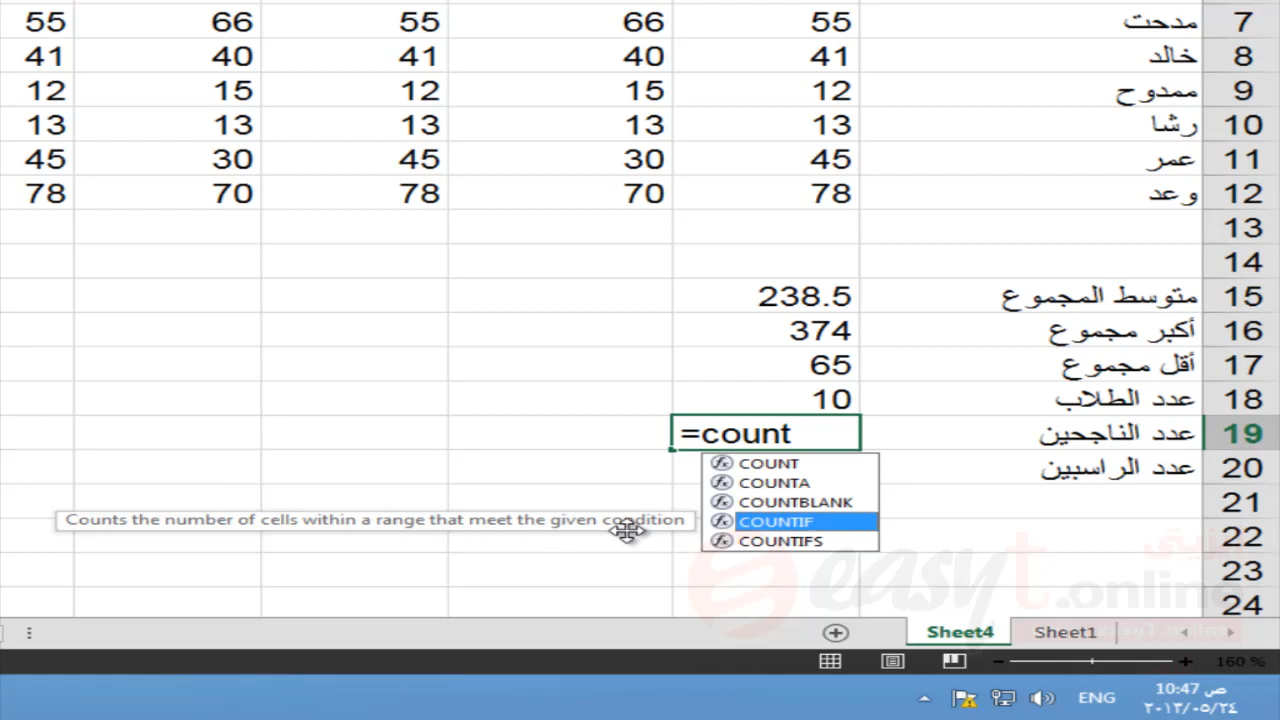 7 مدحت 55 66 55 66 55
8 خالد 41 40 41 40 41
9 ممدوح 12 15 12 15 12
10 رشا 13 13 13 13 13
11 عمر 45 30 45 30 45
12 وعد 78 70 78 70 78
13
14
15 متوسط المجموع 238.5
16 أكبر مجموع 374
17 أقل مجموع 65
18 عدد الطلاب 10
19 عدد الناجحين =count
20 عدد الراسبين
COUNT
COUNTA
COUNTBLANK
COUNTIF
COUNTIFS
Counts the number of cells within a range that meet the given condition
21
22
23
24
easyT.online
Sheet4 Sheet1
160 %
ENG
10:47 ص
٢٠١٣/٠٥/٢٤